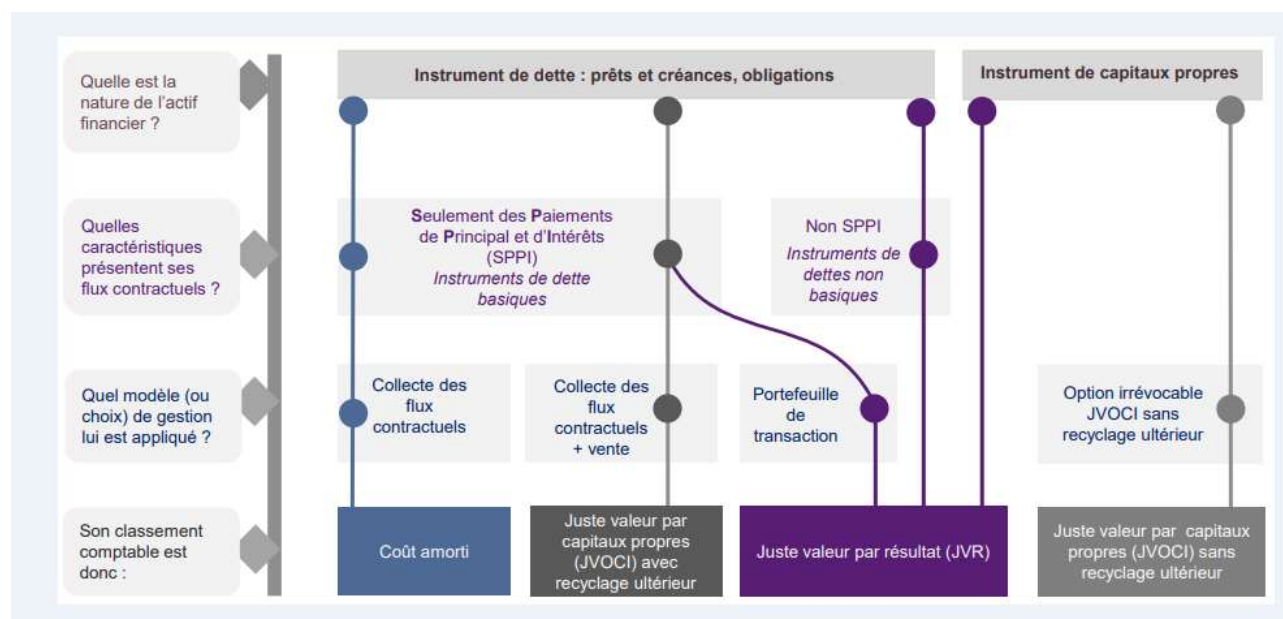 Quelle est la
nature de l'actif
financier ?
Instrument de dette : prêts et créances, obligations
Instrument de capitaux propres
Quelles
caractéristiques
présentent ses
flux contractuels ?
Seulement des Paiements
de Principal et d'Intérêts
(SPPI)
Instruments de dette
basiques
Non SPPI
Instruments de
dettes non
basiques
Quel modèle (ou
choix) de gestion
lui est appliqué ?
Collecte des
flux
contractuels
Collecte des
flux
contractuels
+ vente
Portefeuille
de
transaction
Option irrévocable
JVOCI sans
recyclage ultérieur
Son classement
comptable est
donc :
Coût amorti
Juste valeur par
capitaux propres
(JVOCI) avec
recyclage ultérieur
Juste valeur par résultat (JVR)
Juste valeur par capitaux
propres (JVOCI) sans
recyclage ultérieur